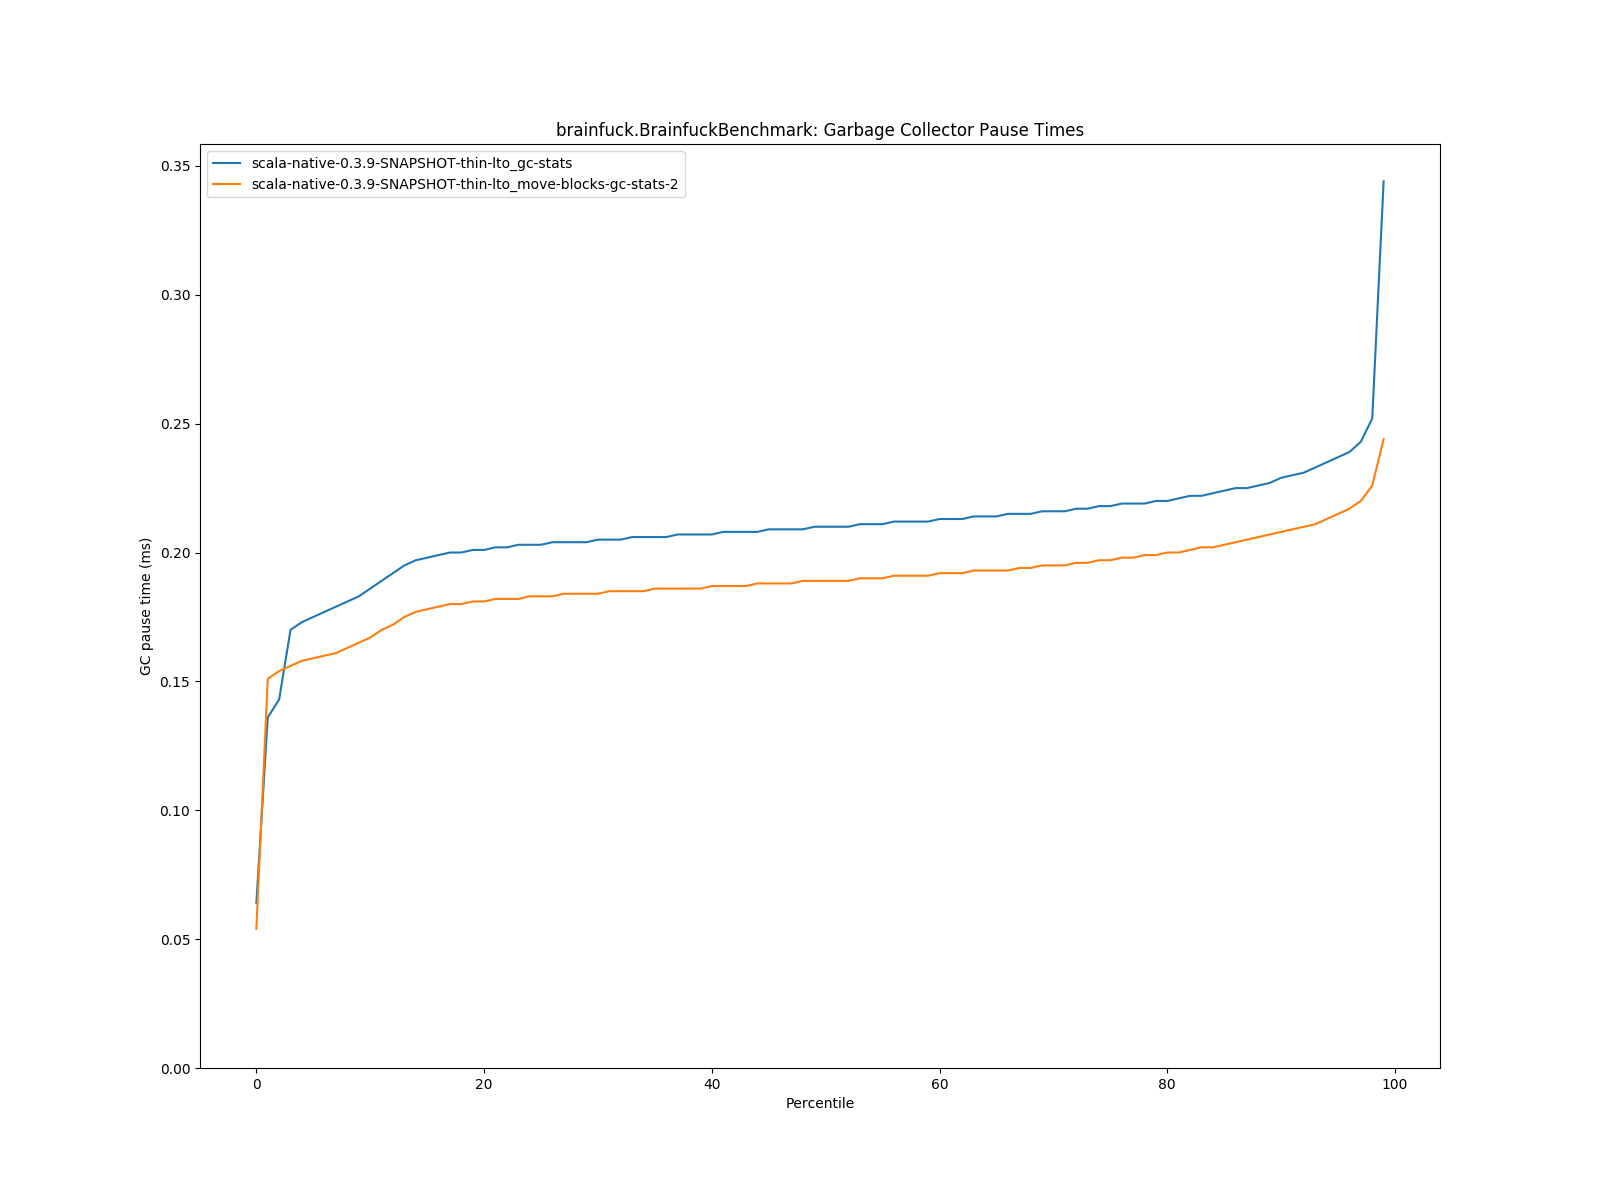 brainfuck.BrainfuckBenchmark: Garbage Collector Pause Times
scala-native-0.3.9-SNAPSHOT-thin-lto_gc-stats
scala-native-0.3.9-SNAPSHOT-thin-lto_move-blocks-gc-stats-2
0.35
0.30
0.25
0.20
0.15
0.10
0.05
0.00
GC pause time (ms)
0 20 40 60 80 100
Percentile